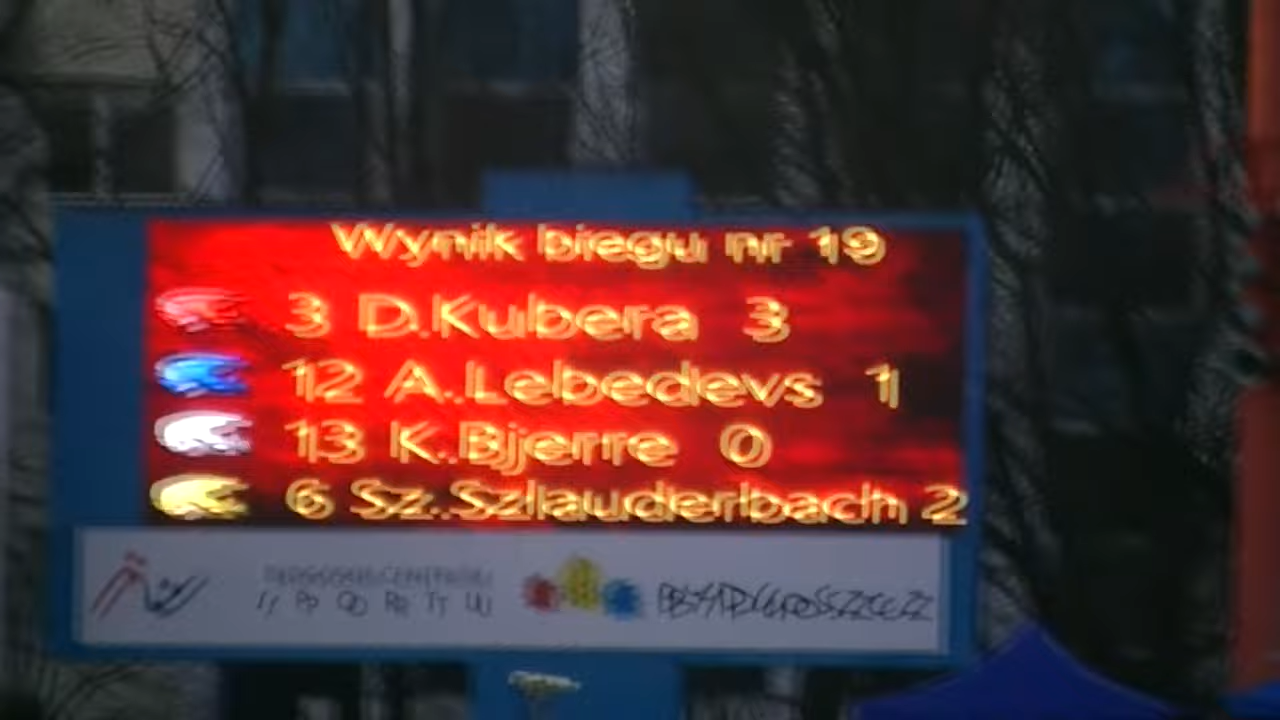 Wynik biegu nr 19
3 D.Kubera 3
12 A.Lebedevs 1
13 K.Bjerre 0
6 Sz.Szlauderbach 2